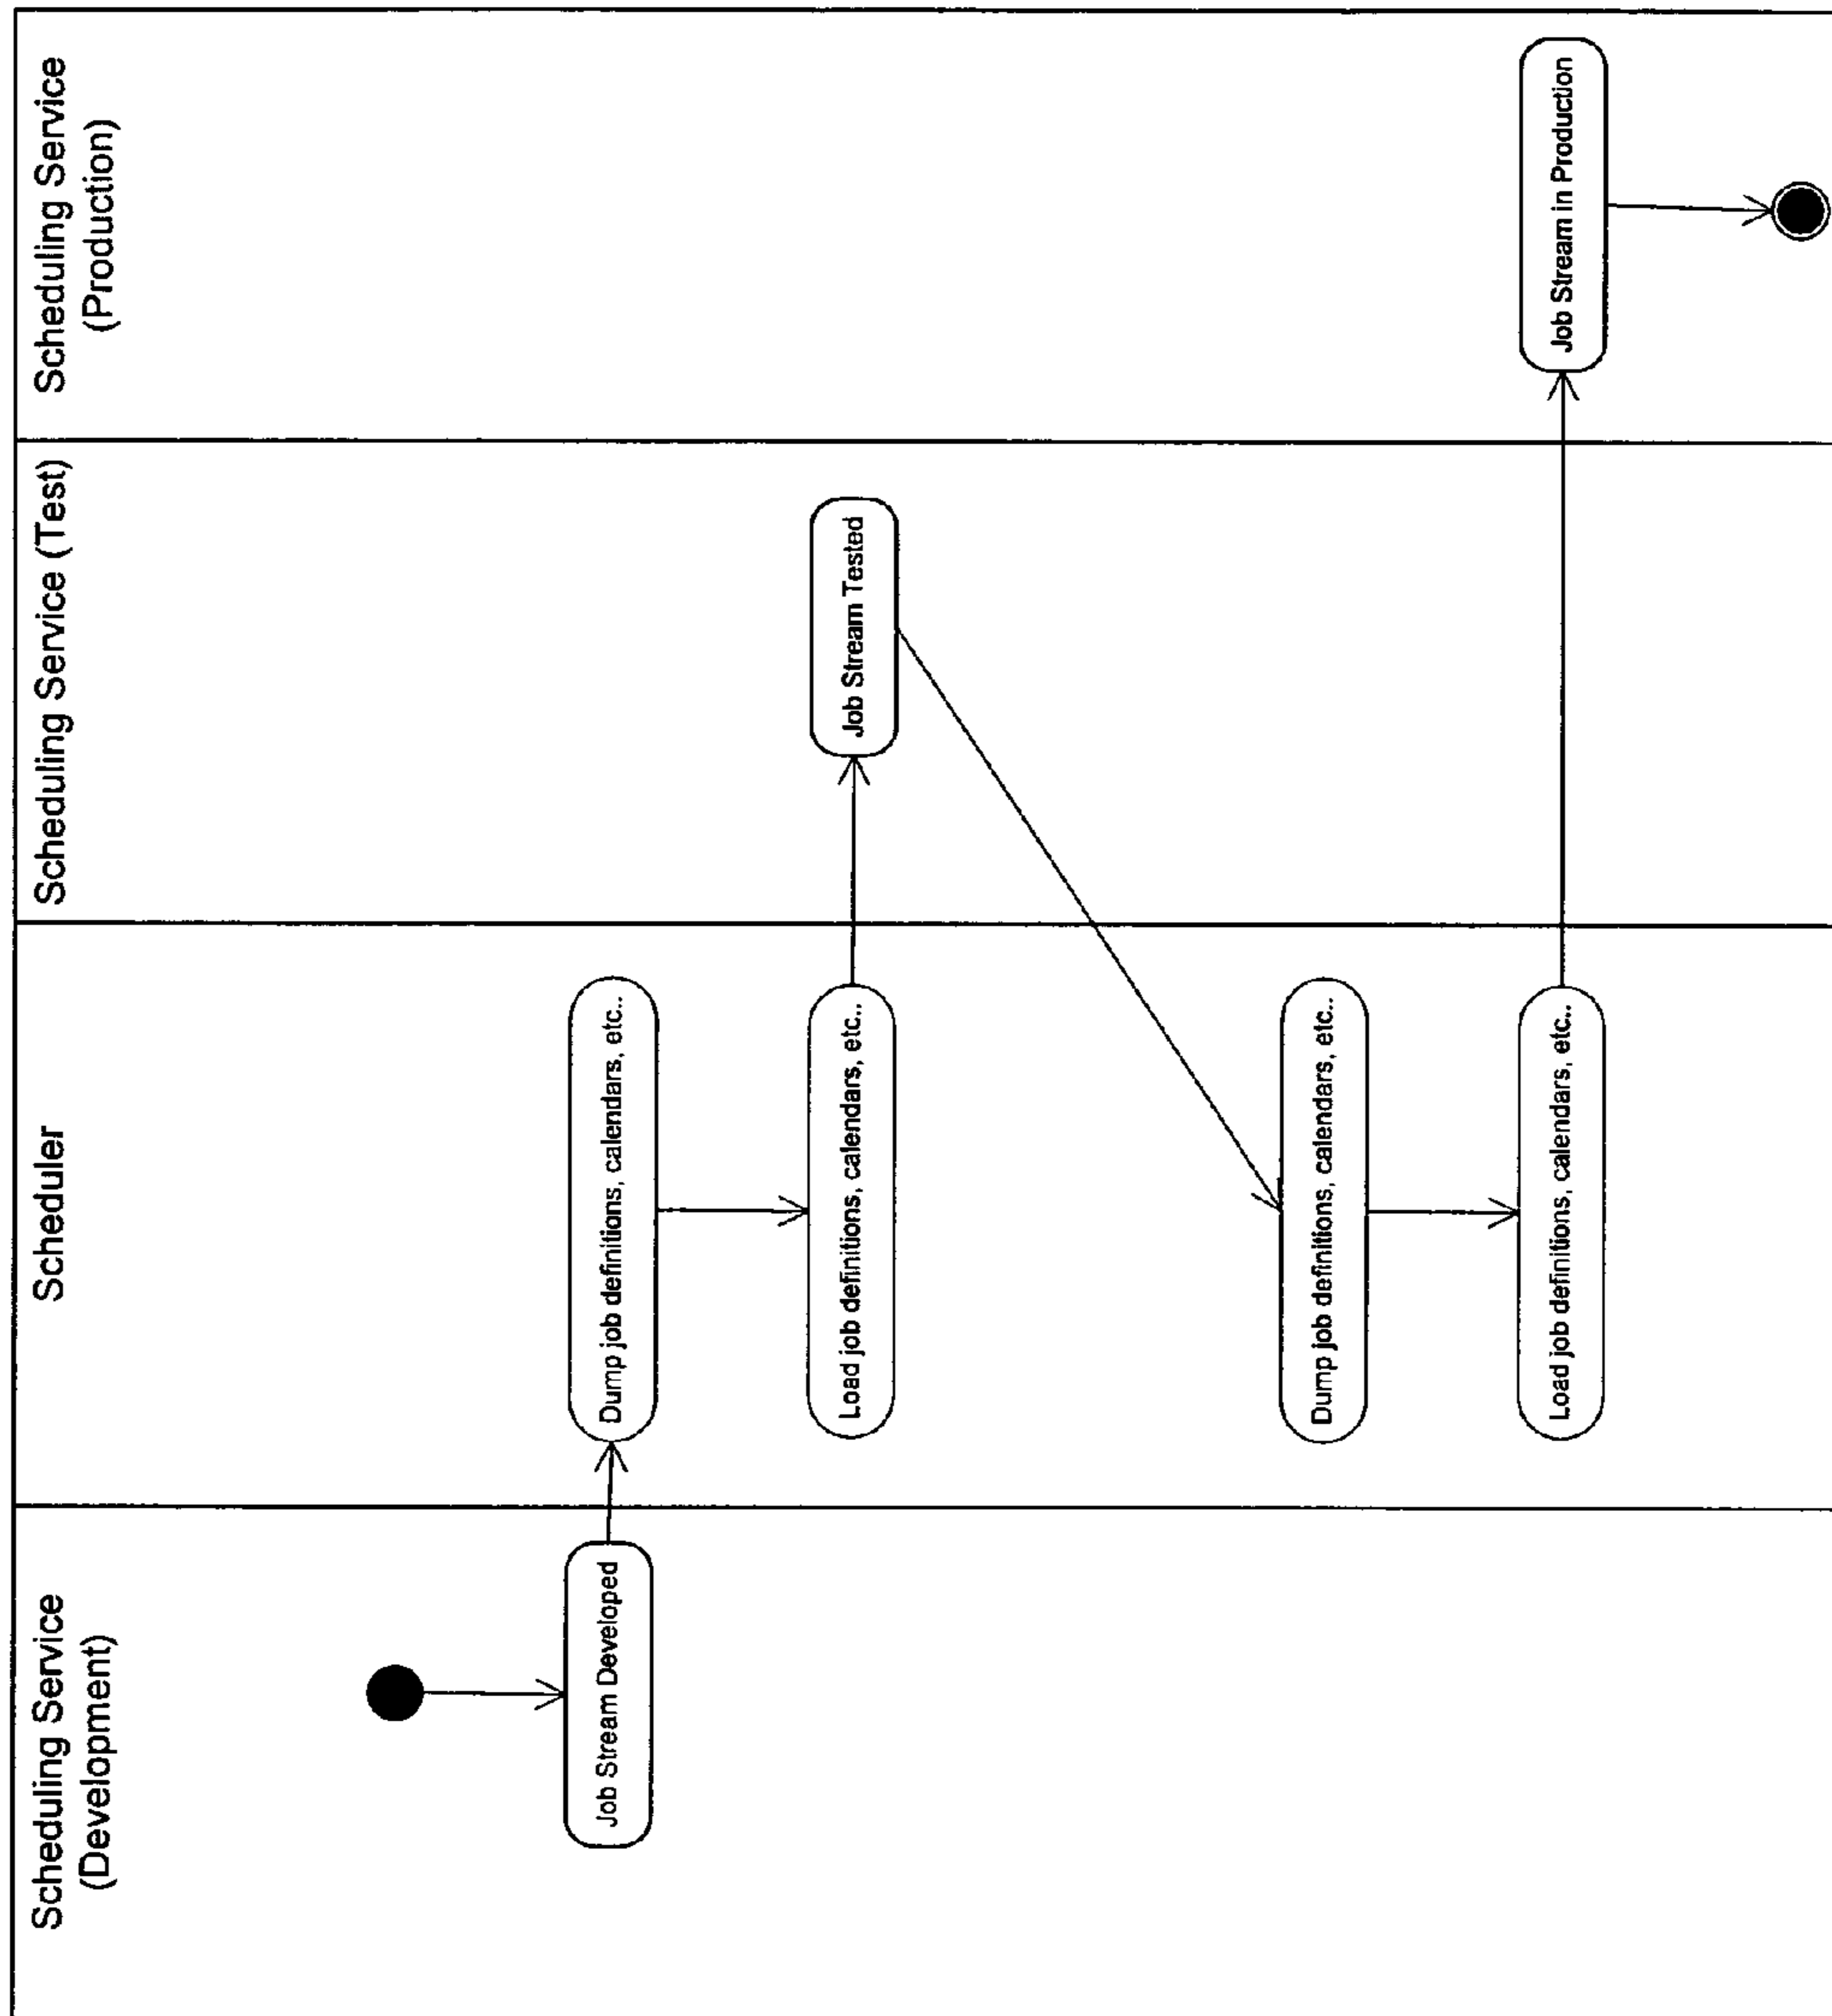 Scheduling Service
(Development)
Scheduler
Scheduling Service (Test)
Scheduling Service
(Production)
Job Stream Developed
Dump job definitions, calendars, etc..
Load job definitions, calendars, etc..
Job Stream Tested
Dump job definitions, calendars, etc..
Load job definitions, calendars, etc..
Job Stream in Production